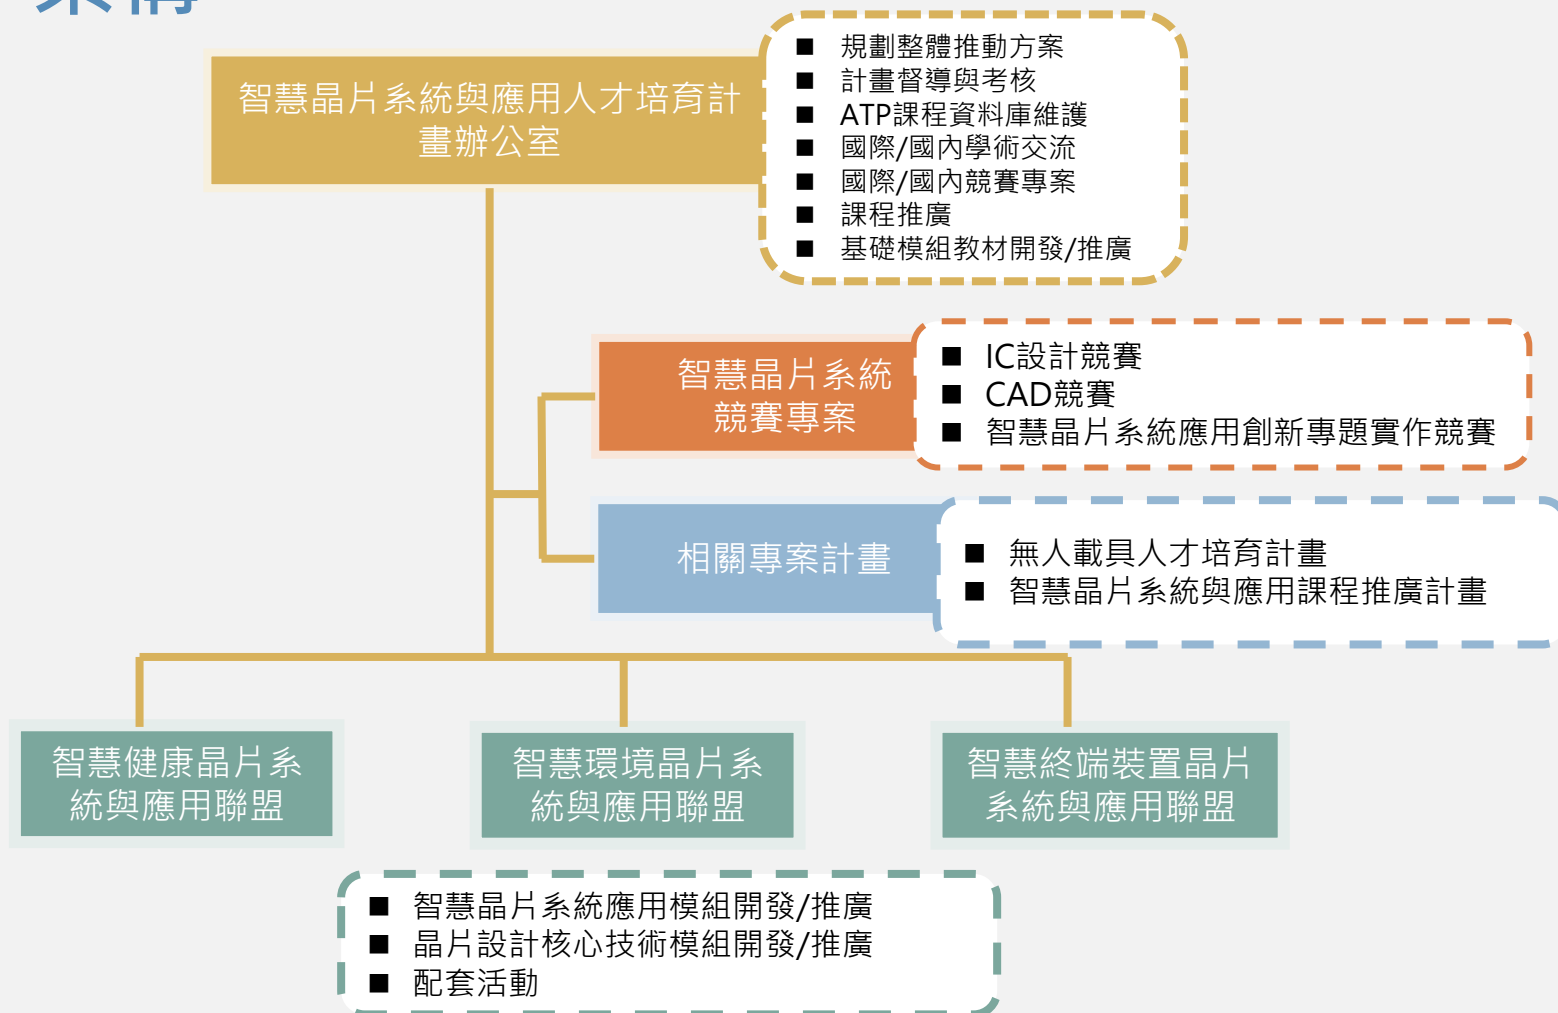 架構
智慧晶片系統與應用人才培育計
畫辦公室
■ 規劃整體推動方案
■ 計畫督導與考核
■ ATP課程資料庫維護
■ 國際/國內學術交流
■ 國際/國內競賽專案
■ 課程推廣
■ 基礎模組教材開發/推廣
智慧晶片系統
競賽專案
■ IC設計競賽
■ CAD競賽
■ 智慧晶片系統應用創新專題實作競賽
相關專案計畫
■ 無人載具人才培育計畫
■ 智慧晶片系統與應用課程推廣計畫
智慧健康晶片系
統與應用聯盟
智慧環境晶片系
統與應用聯盟
智慧終端裝置晶片
系統與應用聯盟
■ 智慧晶片系統應用模組開發/推廣
■ 晶片設計核心技術模組開發/推廣
■ 配套活動